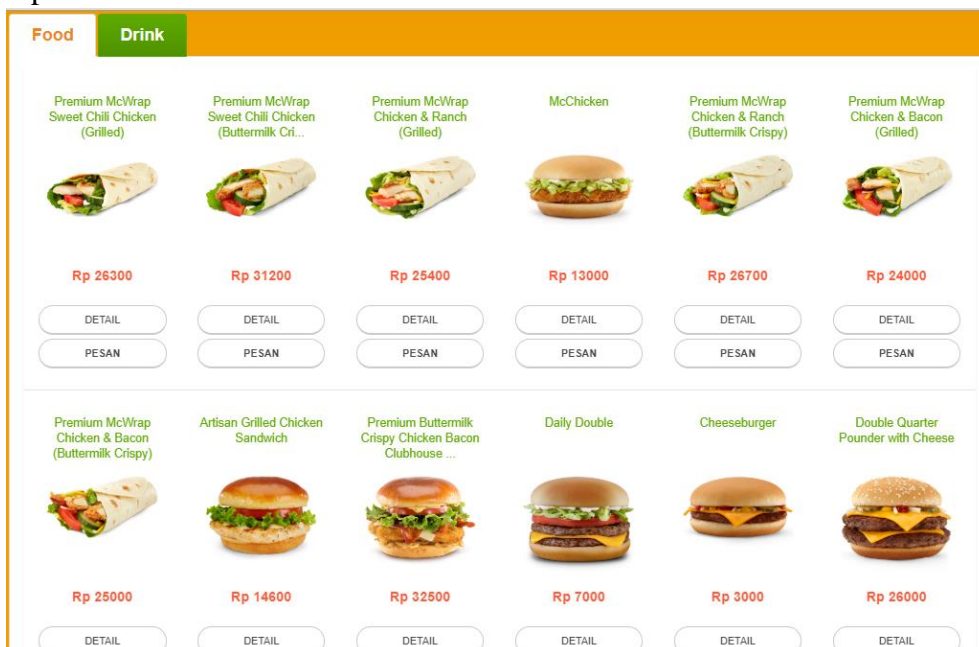 Food Drink
Premium McWrap
Sweet Chili Chicken
(Grilled)
Premium McWrap
Sweet Chili Chicken
(Buttermilk Cri...
Premium McWrap
Chicken & Ranch
(Grilled)
McChicken
Premium McWrap
Chicken & Ranch
(Buttermilk Crispy)
Premium McWrap
Chicken & Bacon
(Grilled)
Rp 26300 Rp 31200 Rp 25400 Rp 13000 Rp 26700 Rp 24000
DETAIL DETAIL DETAIL DETAIL DETAIL DETAIL
PESAN PESAN PESAN PESAN PESAN PESAN
Premium McWrap
Chicken & Bacon
(Buttermilk Crispy)
Artisan Grilled Chicken
Sandwich
Premium Buttermilk
Crispy Chicken Bacon
Clubhouse ...
Daily Double
Cheeseburger
Double Quarter
Pounder with Cheese
Rp 25000 Rp 14600 Rp 32500 Rp 7000 Rp 3000 Rp 26000
DETAIL DETAIL DETAIL DETAIL DETAIL DETAIL